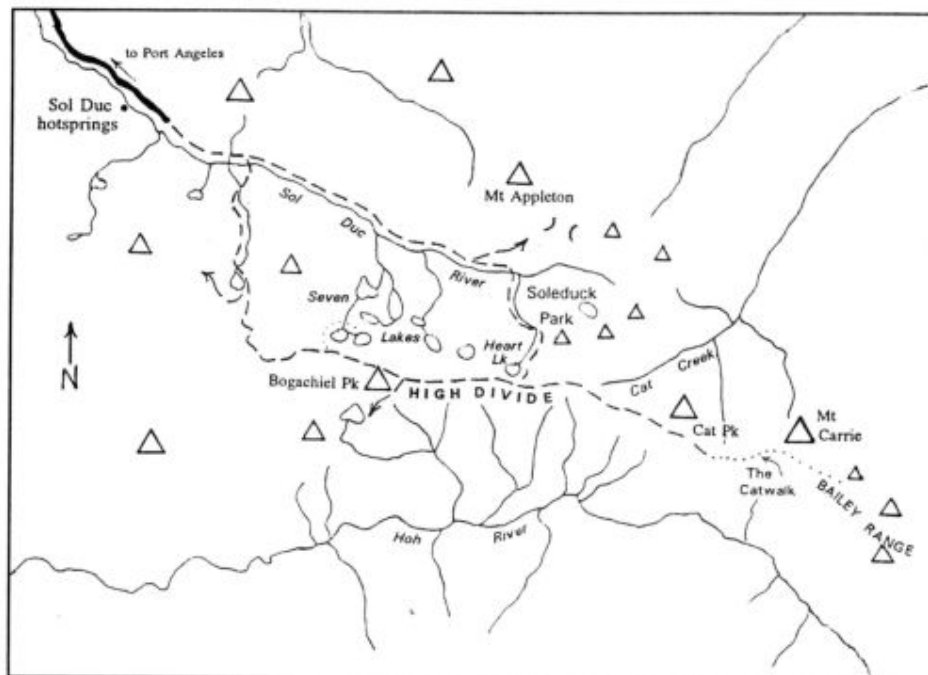 to Port Angeles
Sol Duc
hotsprings
Mt Appleton
Sol
Duc
River
Seven
Lakes
Soleduck
Park
Heart
Lk
N
Bogachiel Pk
HIGH DIVIDE
Cat Creek
Cat Pk
Mt
Carrie
The
Catwalk
BAILEY RANGE
Hoh River